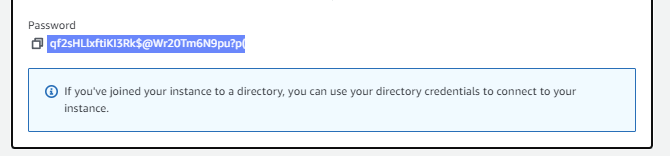 Password
qf2sHLlxftiKI3Rk$@Wr20Tm6N9pu?p(
If you've joined your instance to a directory, you can use your directory credentials to connect to your
instance.